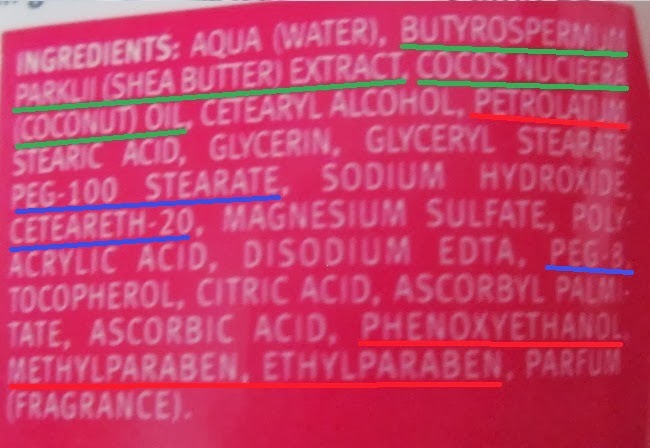 INGREDIENTS: AQUA (WATER), BUTYROSPERMUM
PARKLII (SHEA BUTTER) EXTRACT, COCOS NUCIFERA
(COCONUT) OIL, CETEARYL ALCOHOL, PETROLATUM,
STEARIC ACID, GLYCERIN, GLYCERYL STEARATE,
PEG-100 STEARATE, SODIUM HYDROXIDE,
CETEARETH-20, MAGNESIUM SULFATE, POLY-
ACRYLIC ACID, DISODIUM EDTA, PEG-8,
TOCOPHEROL, CITRIC ACID, ASCORBYL PALMI-
TATE, ASCORBIC ACID, PHENOXYETHANOL,
METHYLPARABEN, ETHYLPARABEN, PARFUM
(FRAGRANCE).